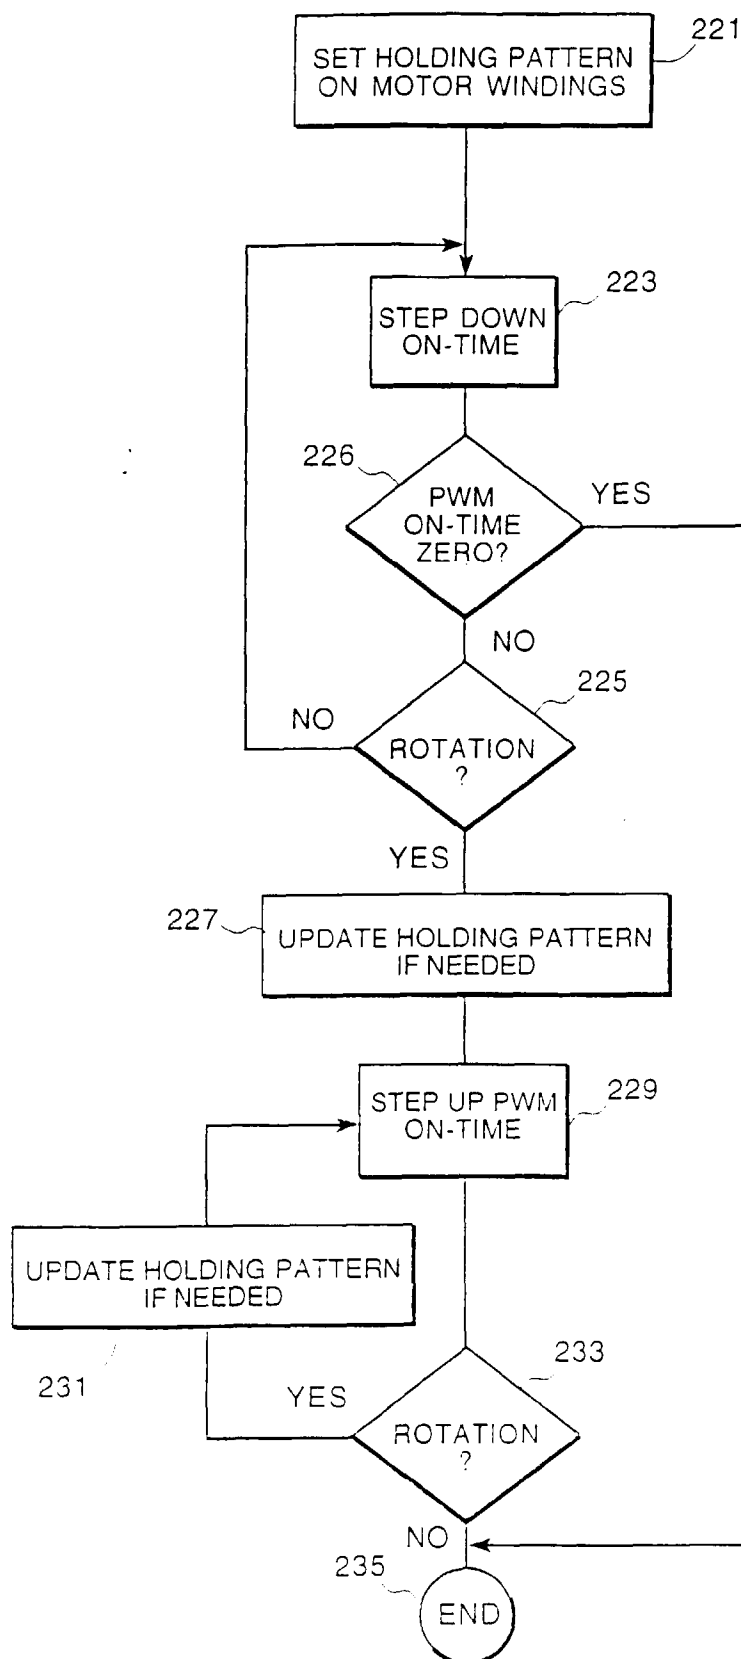 SET HOLDING PATTERN
ON MOTOR WINDINGS
221
STEP DOWN
ON-TIME
223
226
PWM
ON-TIME
ZERO?
YES
NO
225
NO
ROTATION
?
YES
227
UPDATE HOLDING PATTERN
IF NEEDED
STEP UP PWM
ON-TIME
229
UPDATE HOLDING PATTERN
IF NEEDED
231
YES
233
ROTATION
?
NO
235
END